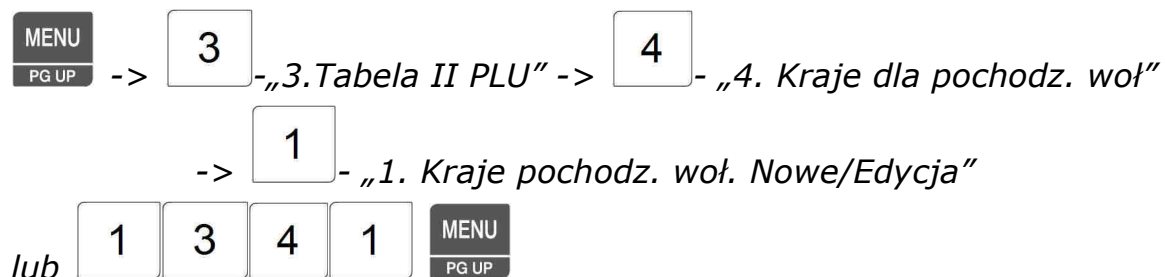 MENU
PG UP -> 3 -„3.Tabela II PLU” -> 4 - „4. Kraje dla pochodz. woł”
-> 1 - „1. Kraje pochodz. woł. Nowe/Edycja”
lub 1 3 4 1 MENU
PG UP